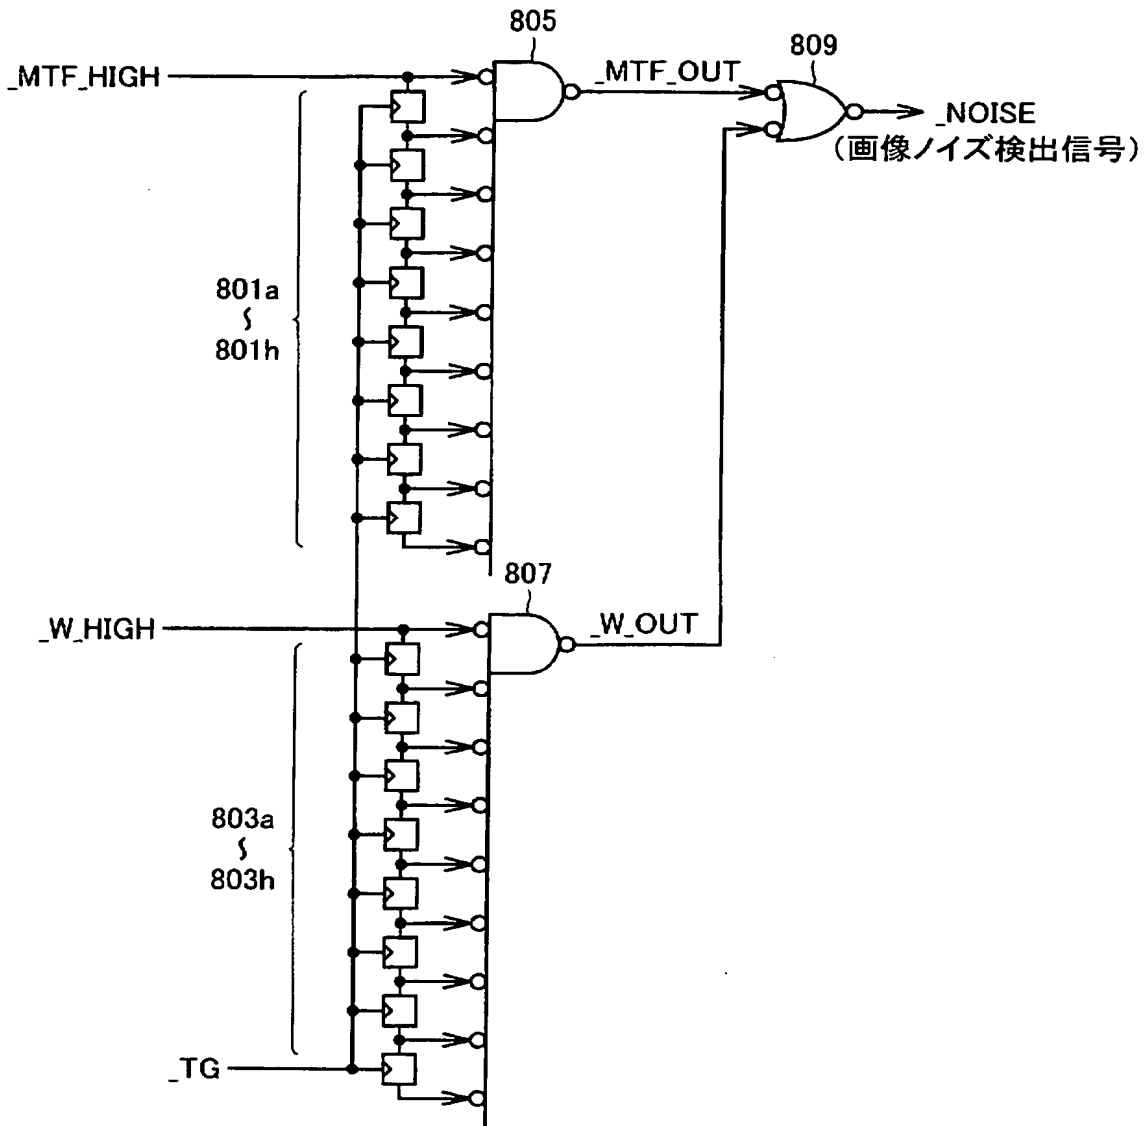 805
809
_MTF_HIGH
_MTF_OUT
_NOISE
(画像ノイズ検出信号)
801a
∫
801h
807
_W_HIGH
_W_OUT
803a
∫
803h
_TG